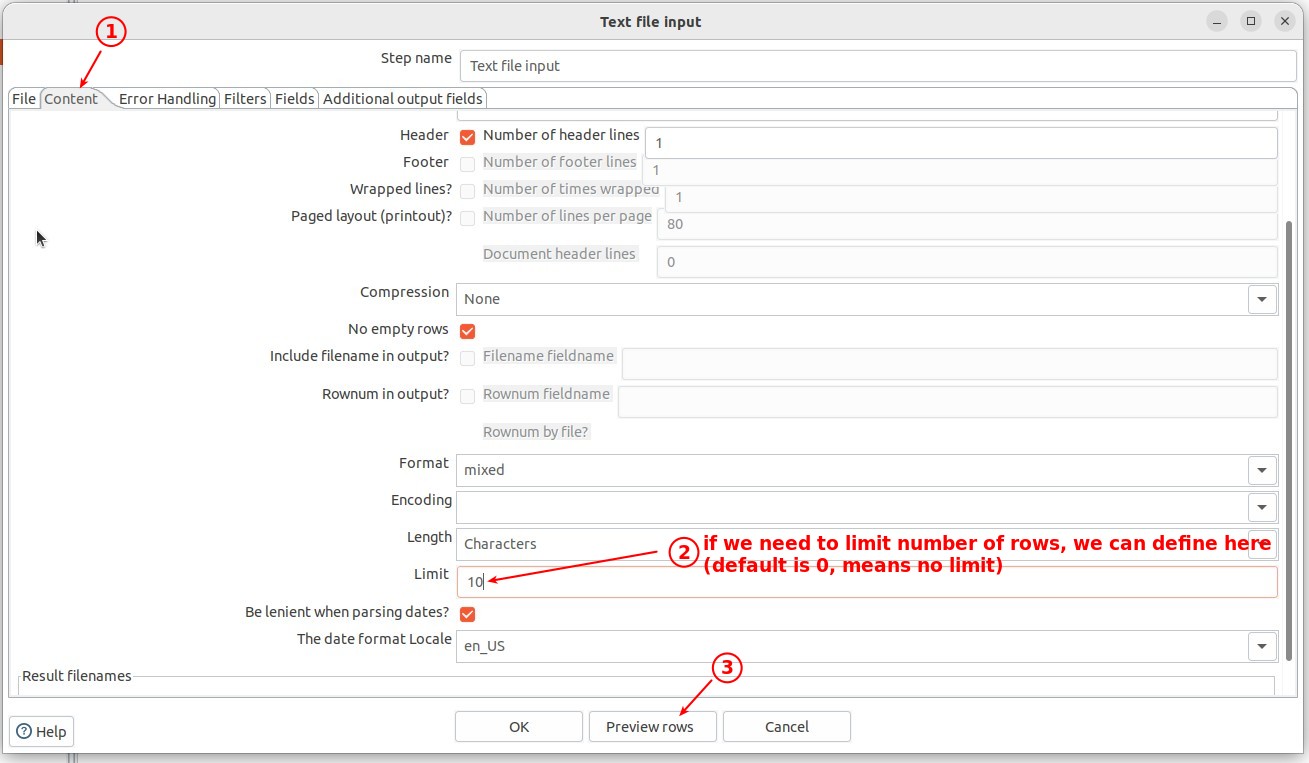 Text file input
1
Step name Text file input
File Content Error Handling Filters Fields Additional output fields
Header Number of header lines 1
Footer Number of footer lines 1
Wrapped lines? Number of times wrapped 1
Paged layout (printout)? Number of lines per page 80
Document header lines 0
Compression None
No empty rows
Include filename in output? Filename fieldname
Rownum in output? Rownum fieldname
Rownum by file?
Format mixed
Encoding
Length Characters
2 if we need to limit number of rows, we can define here
(default is 0, means no limit)
Limit 10
Be lenient when parsing dates?
The date format Locale en_US
3
Result filenames
? Help OK Preview rows Cancel